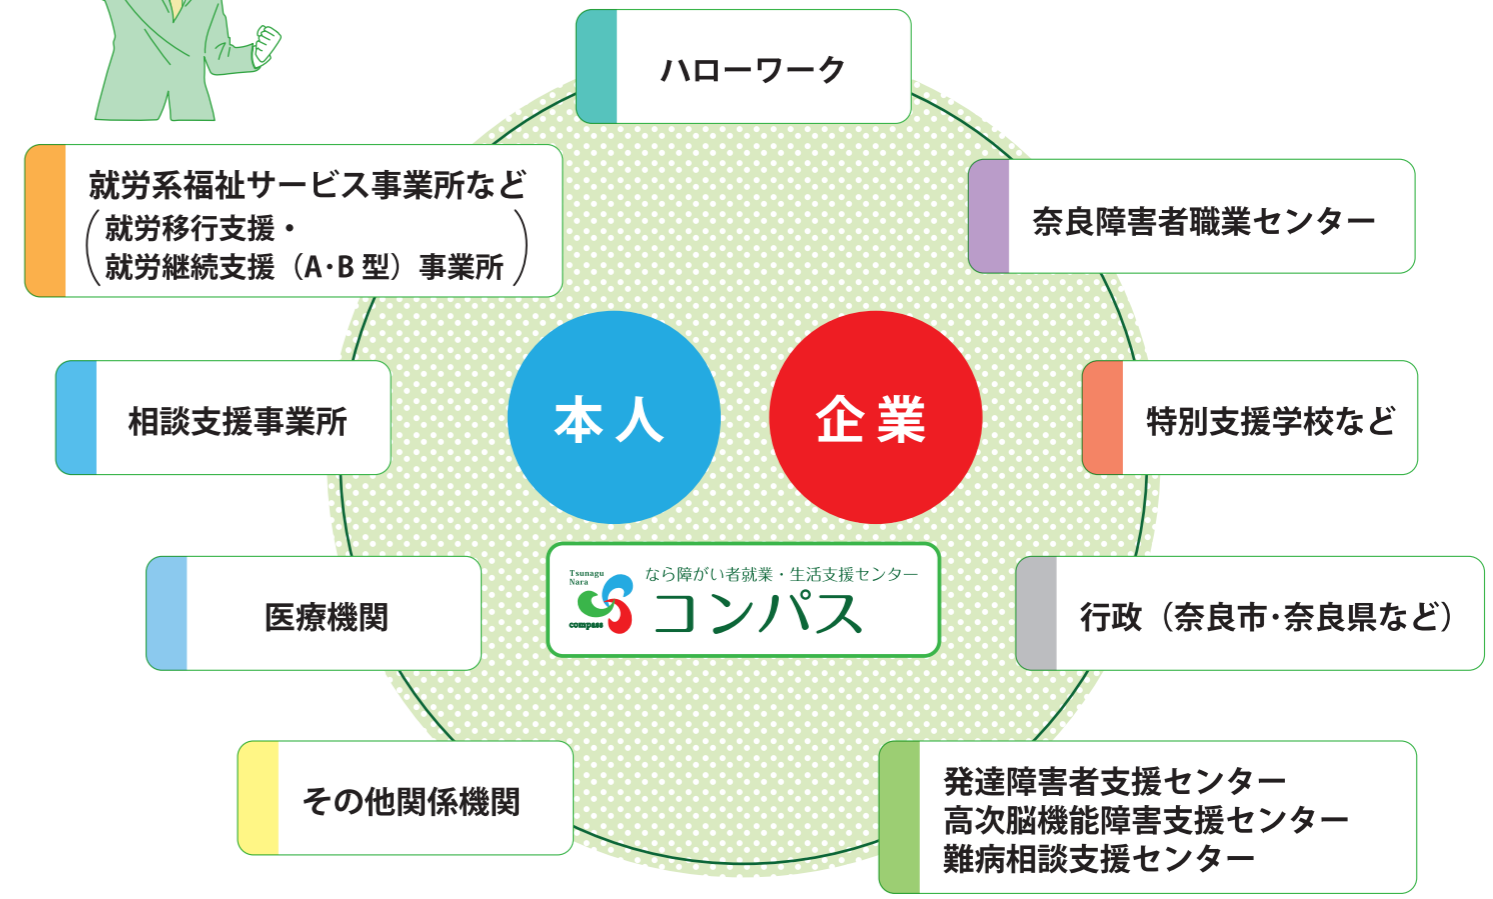 ハローワーク
就労系福祉サービス事業所など
就労移行支援・
就労継続支援（A･B 型）事業所
奈良障害者職業センター
相談支援事業所
本人
企業
特別支援学校など
医療機関
Tsunagu
Nara
compass
なら障がい者就業・生活支援センター
コンパス
行政（奈良市･奈良県など）
その他関係機関
発達障害者支援センター
高次脳機能障害支援センター
難病相談支援センター